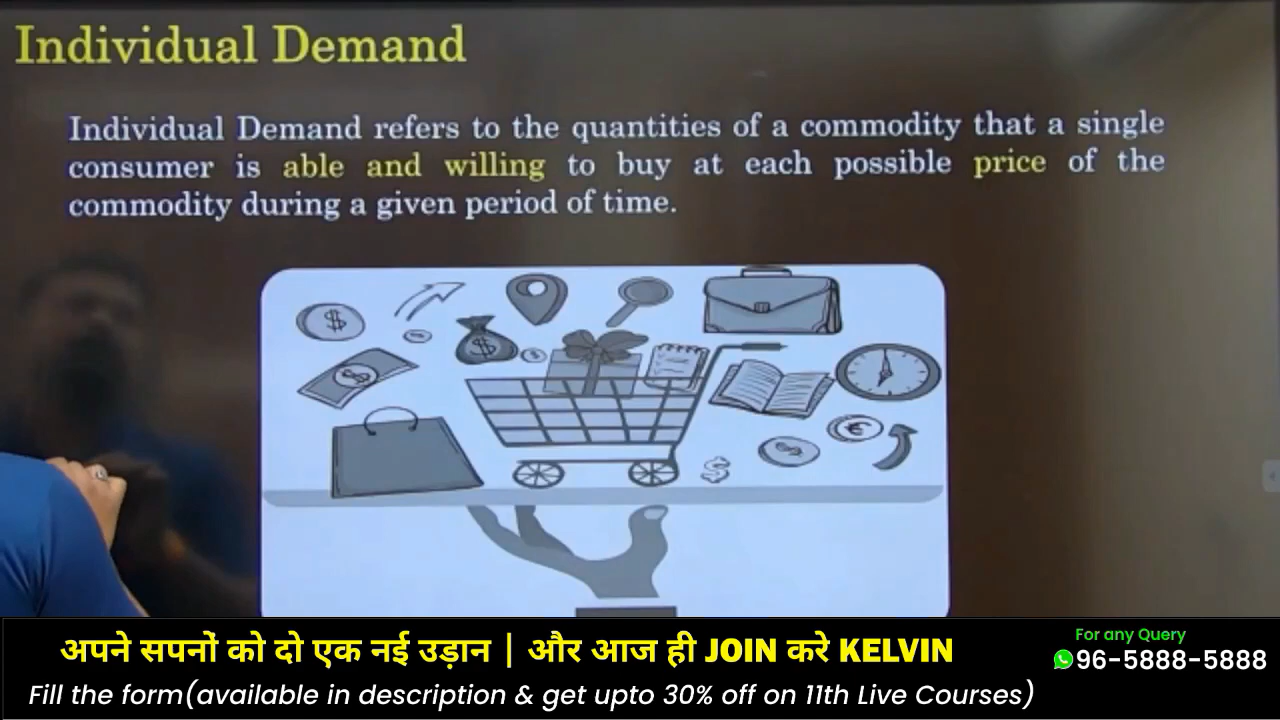 Individual Demand
Individual Demand refers to the quantities of a commodity that a single
consumer is able and willing to buy at each possible price of the
commodity during a given period of time.
अपने सपनों को दो एक नई उड़ान | और आज ही JOIN करे KELVIN
For any Query
96-5888-5888
Fill the form(available in description & get upto 30% off on 11th Live Courses)